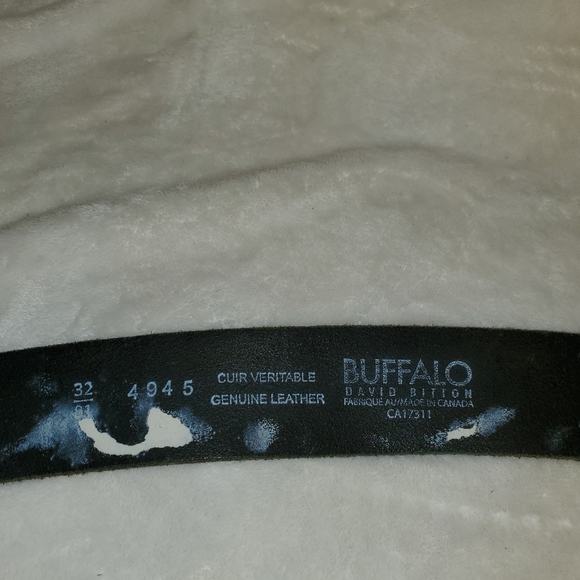 32
81
4945
CUIR VERITABLE
GENUINE LEATHER
BUFFALO
DAVID BITTON
FABRIQUE AU/MADE IN CANADA
CA17311